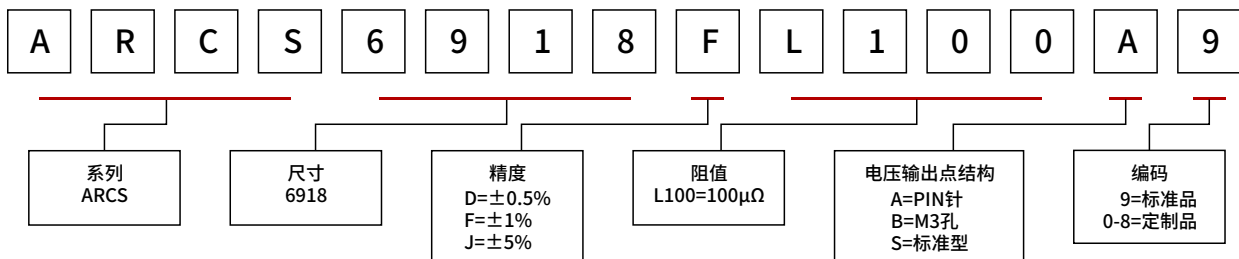 A R C S 6 9 1 8 F L 1 0 0 A 9
系列
ARCS
尺寸
6918
精度
D=±0.5%
F=±1%
J=±5%
阻值
L100=100μΩ
电压输出点结构
A=PIN针
B=M3孔
S=标准型
编码
9=标准品
0-8=定制品